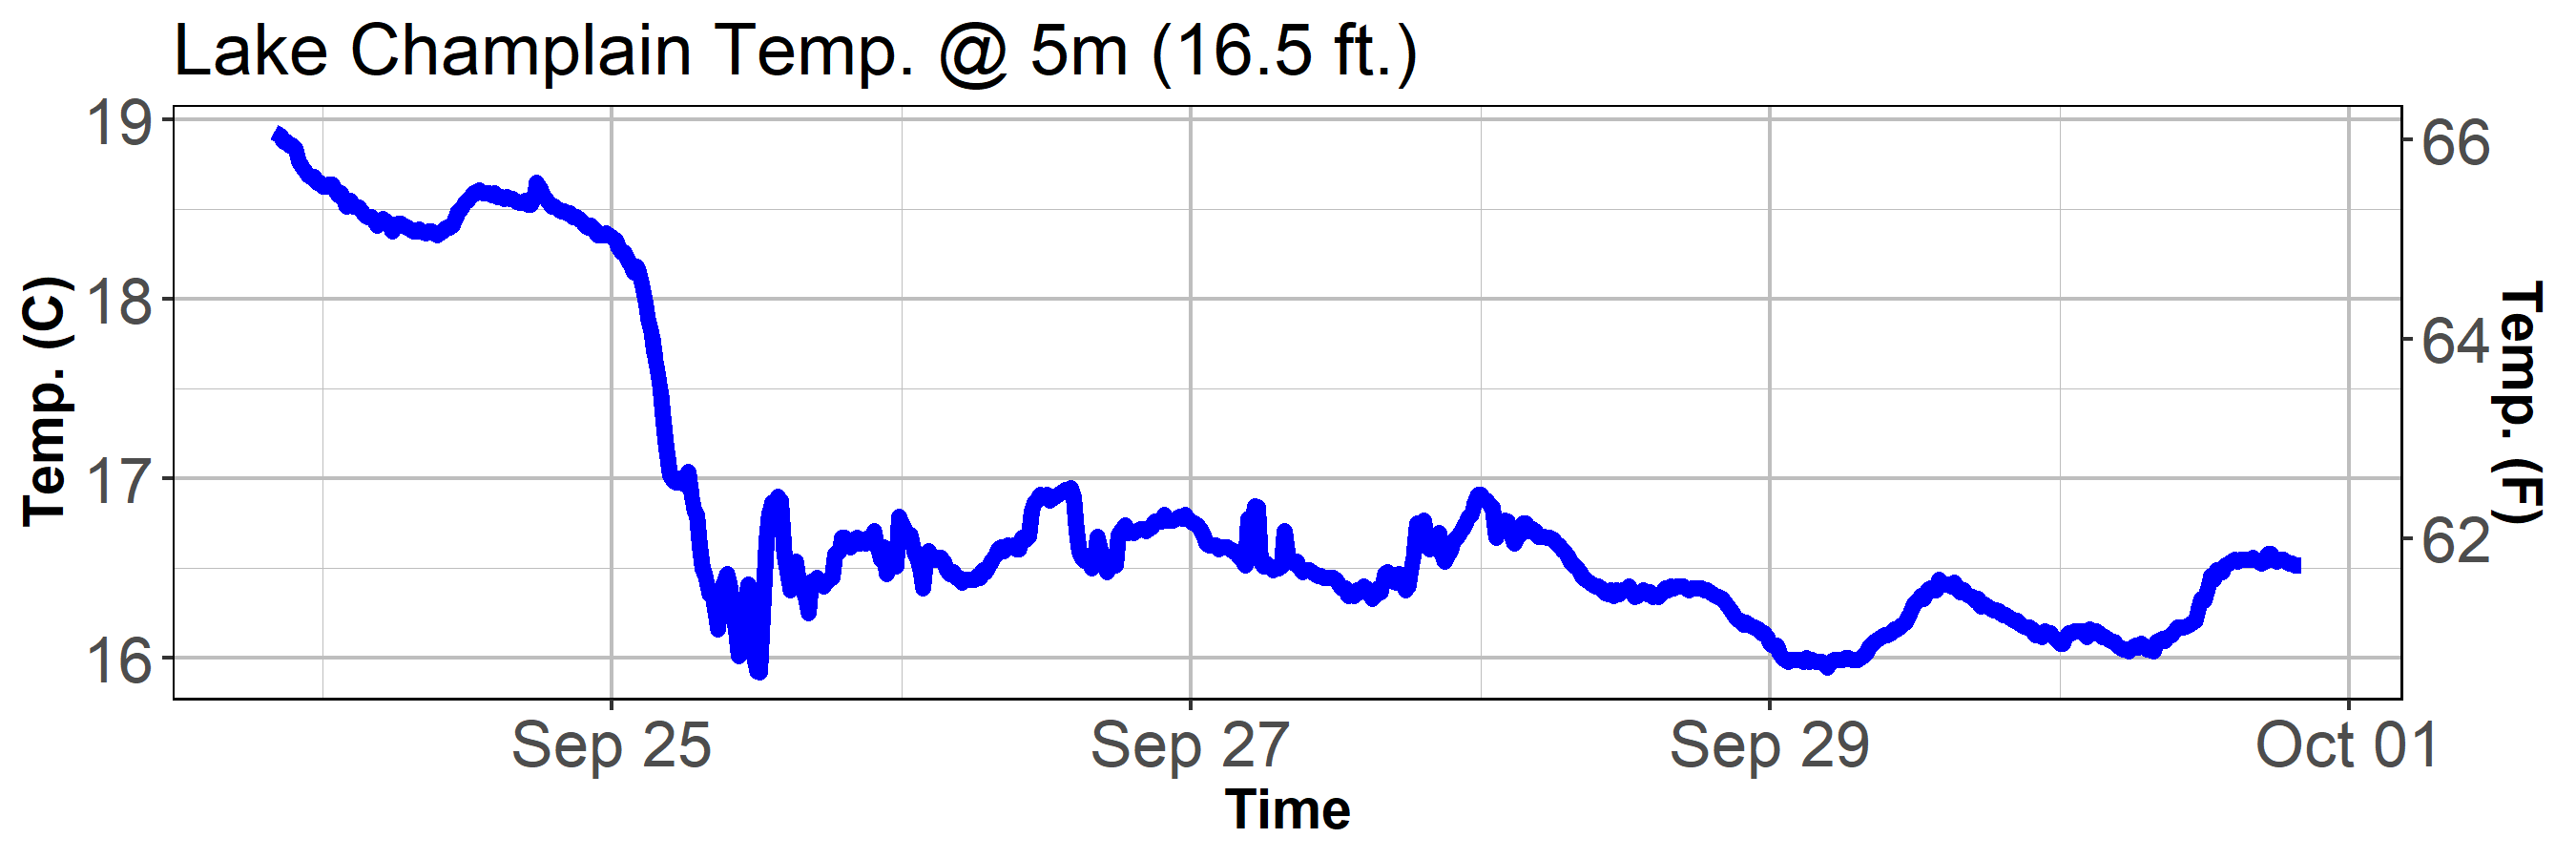 Lake Champlain Temp. @ 5m (16.5 ft.)
19
18
17
16
Temp. (C)
66
64
62
Temp. (F)
Sep 25 Sep 27 Sep 29 Oct 01
Time